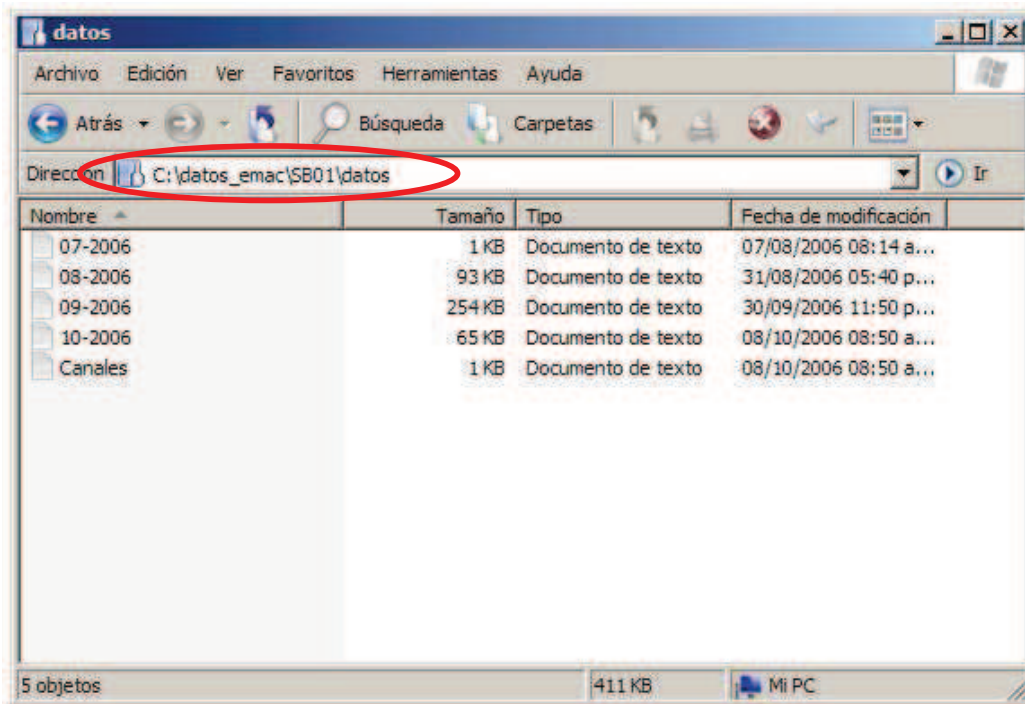 datos
Archivo Edición Ver Favoritos Herramientas Ayuda
Atrás Búsqueda Carpetas
Dirección C:\datos_emac\SB01\datos Ir
Nombre Tamaño Tipo Fecha de modificación
07-2006 1 KB Documento de texto 07/08/2006 08:14 a...
08-2006 93 KB Documento de texto 31/08/2006 05:40 p...
09-2006 254 KB Documento de texto 30/09/2006 11:50 p...
10-2006 65 KB Documento de texto 08/10/2006 08:50 a...
Canales 1 KB Documento de texto 08/10/2006 08:50 a...
5 objetos 411 KB Mi PC